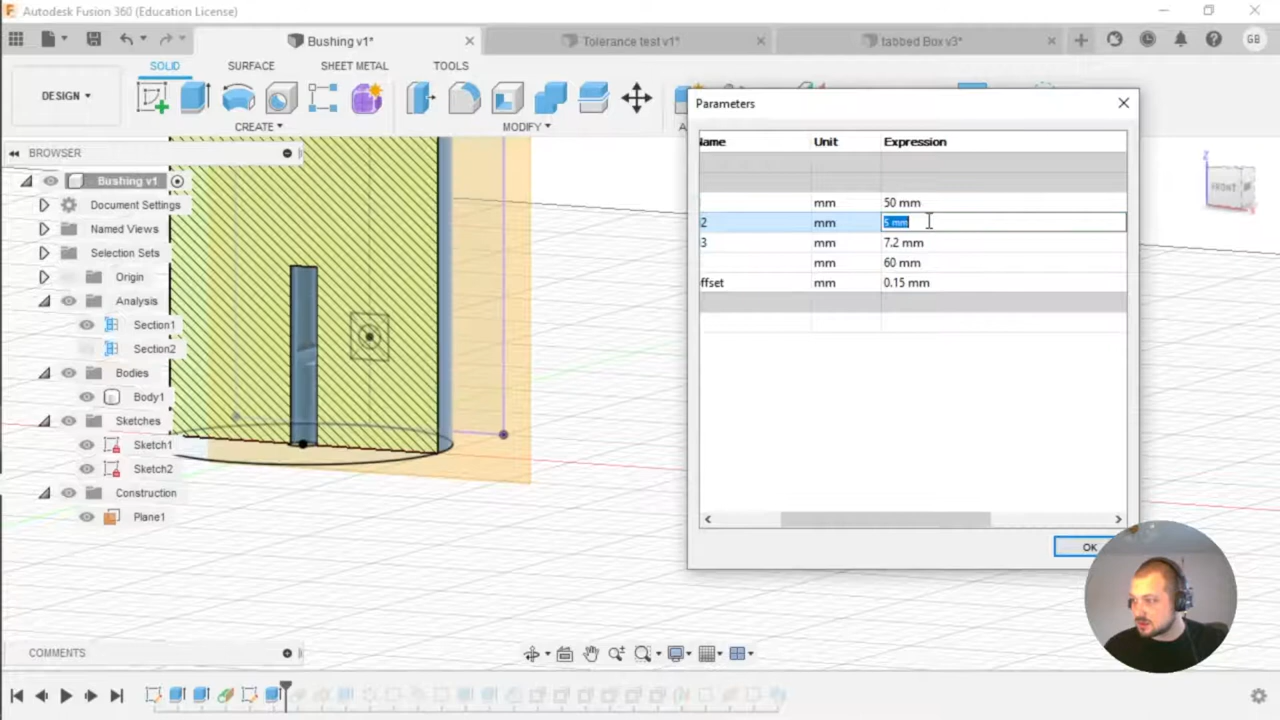 Autodesk Fusion 360 (Education License)
Bushing v1*
Tolerance test v1*
tabbed Box v3*
GB
SOLID
SURFACE
SHEET METAL
TOOLS
DESIGN
CREATE
MODIFY
BROWSER
Bushing v1
Document Settings
Named Views
Selection Sets
Origin
Analysis
Section1
Section2
Bodies
Body1
Sketches
Sketch1
Sketch2
Construction
Plane1
COMMENTS
Parameters
Name Unit Expression
mm 50 mm
2 mm 5 mm
3 mm 7.2 mm
mm 60 mm
ffset mm 0.15 mm
OK
FRONT
Z